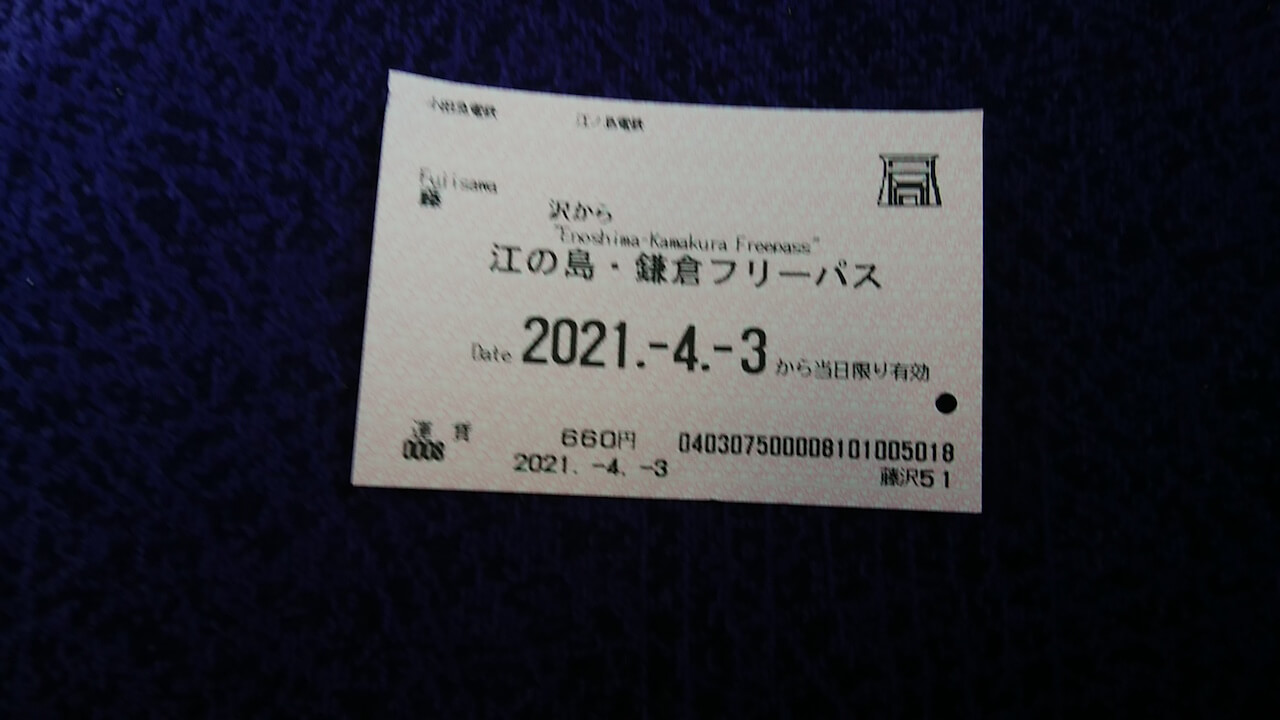 小田急電鉄 江ノ島電鉄
Fujisawa
藤 沢から
"Enoshima·Kamakura Freepass"
江の島・鎌倉フリーパス
Date 2021.-4.-3から当日限り有効
●
運賃 660円 040307500008101005018
0008 2021. -4. -3 藤沢51